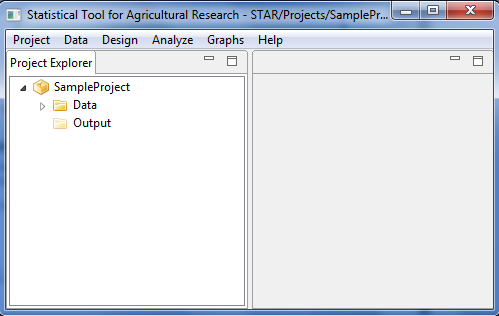 Statistical Tool for Agricultural Research - STAR/Projects/SamplePr...
Project Data Design Analyze Graphs Help
Project Explorer
SampleProject
Data
Output